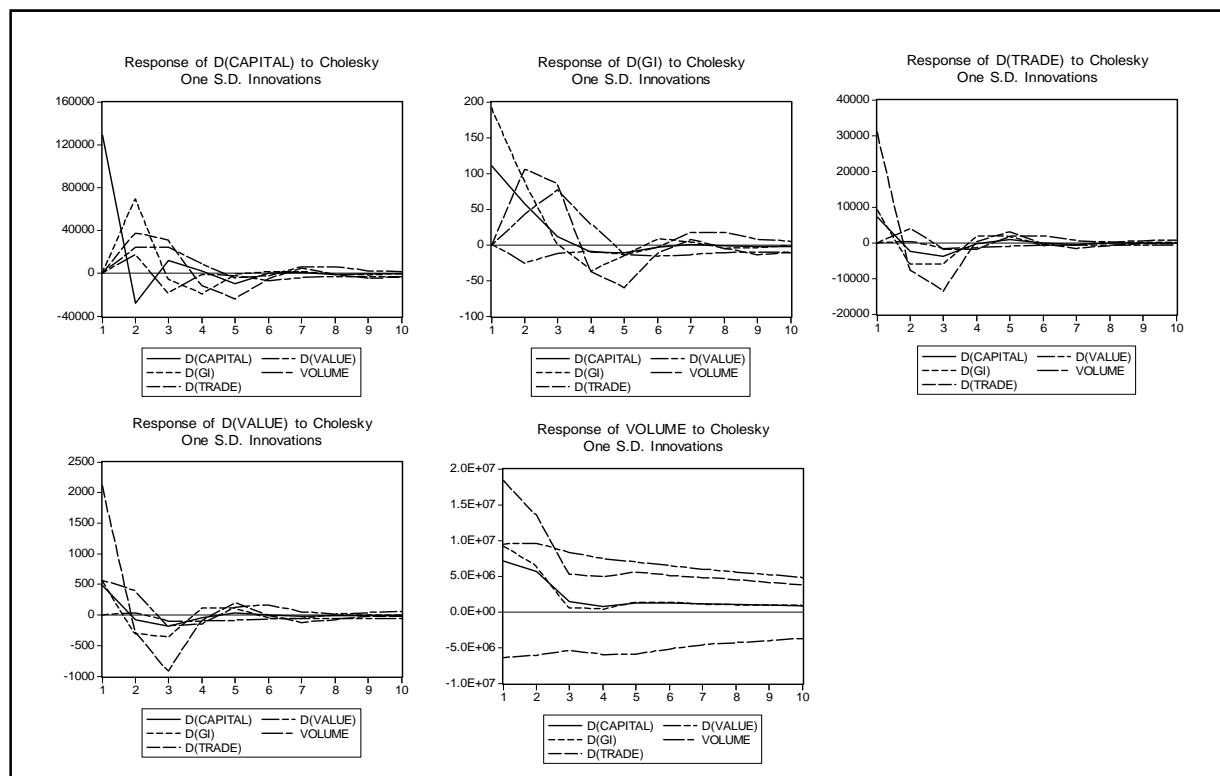 Response of D(CAPITAL) to Cholesky
One S.D. Innovations
160000
120000
80000
40000
0
-40000
1 2 3 4 5 6 7 8 9 10
D(CAPITAL) D(VALUE)
D(GI) VOLUME
D(TRADE)
Response of D(GI) to Cholesky
One S.D. Innovations
200
150
100
50
0
-50
-100
1 2 3 4 5 6 7 8 9 10
D(CAPITAL) D(VALUE)
D(GI) VOLUME
D(TRADE)
Response of D(TRADE) to Cholesky
One S.D. Innovations
40000
30000
20000
10000
0
-10000
-20000
1 2 3 4 5 6 7 8 9 10
D(CAPITAL) D(VALUE)
D(GI) VOLUME
D(TRADE)
Response of D(VALUE) to Cholesky
One S.D. Innovations
2500
2000
1500
1000
500
0
-500
-1000
1 2 3 4 5 6 7 8 9 10
D(CAPITAL) D(VALUE)
D(GI) VOLUME
D(TRADE)
Response of VOLUME to Cholesky
One S.D. Innovations
2.0E+07
1.5E+07
1.0E+07
5.0E+06
0.0E+00
-5.0E+06
-1.0E+07
1 2 3 4 5 6 7 8 9 10
D(CAPITAL) D(VALUE)
D(GI) VOLUME
D(TRADE)